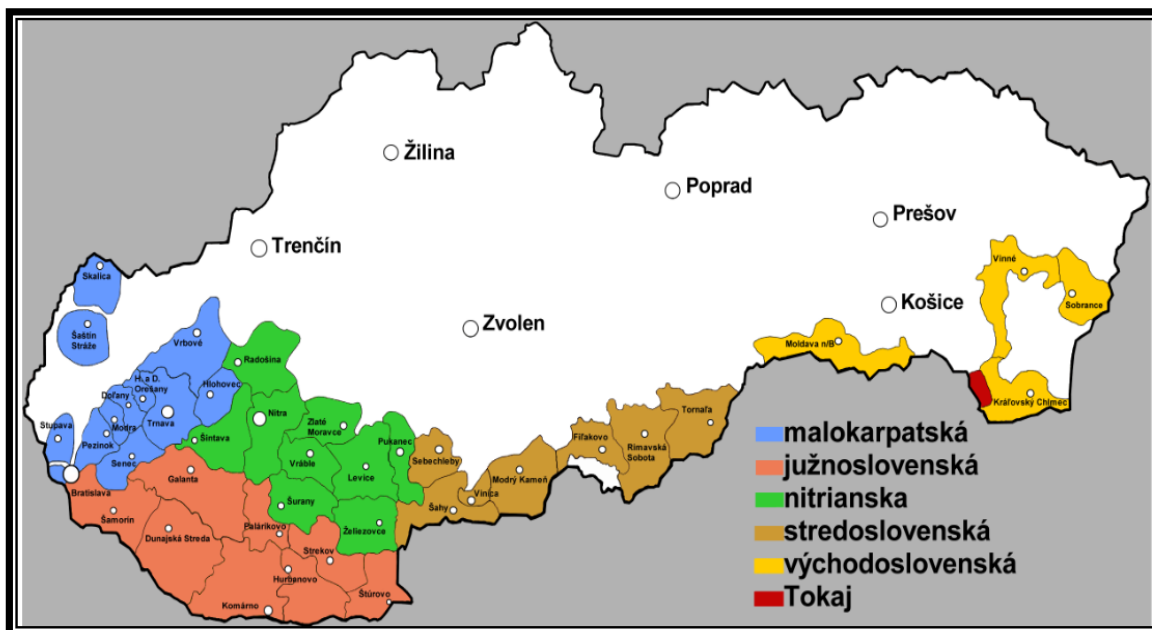 Žilina
Poprad
Prešov
Trenčín
Košice
Zvolen
Skalica
Šaštín
Stráže
Vrbové
Radošina
H. a D.
Orešany
Hlohovec
Doľany
Modra
Trnava
Stupava
Pezinok
Senec
Bratislava
Nitra
Zlaté
Moravce
Šintava
Pukanec
Vráble
Levice
Šurany
Želiezovce
Galanta
Šamorín
Dunajská Streda
Palárikovo
Strekov
Hurbanovo
Komárno
Štúrovo
Sebechleby
Modrý Kameň
Vinica
Šahy
Fiľakovo
Rimavská
Sobota
Tornaľa
Moldava n/B
Vinné
Sobrance
Kráľovský Chlmec
malokarpatská
južnoslovenská
nitrianska
stredoslovenská
východoslovenská
Tokaj